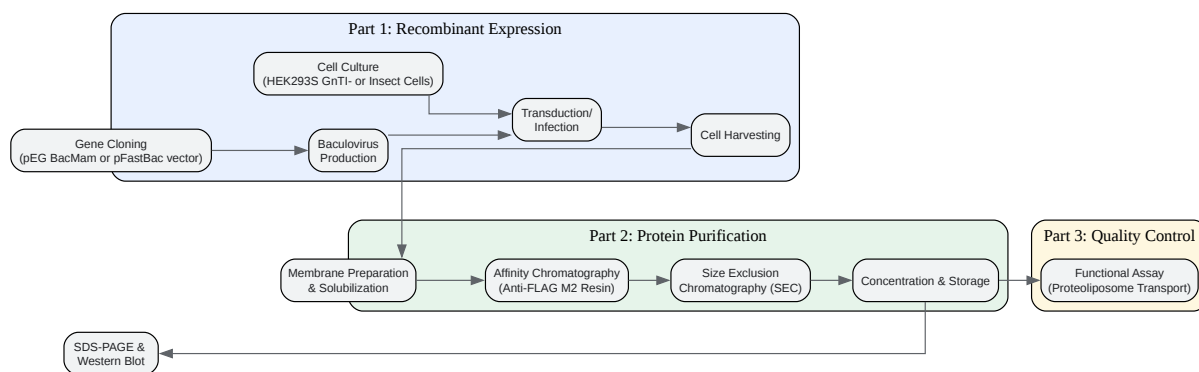 Part 1: Recombinant Expression
Cell Culture
(HEK293S GnTI- or Insect Cells)
Transduction/
Infection
Cell Harvesting
Gene Cloning
(pEG BacMam or pFastBac vector)
Baculovirus
Production
Part 2: Protein Purification
Part 3: Quality Control
Membrane Preparation
& Solubilization
Affinity Chromatography
(Anti-FLAG M2 Resin)
Size Exclusion
Chromatography (SEC)
Concentration & Storage
Functional Assay
(Proteoliposome Transport)
SDS-PAGE &
Western Blot